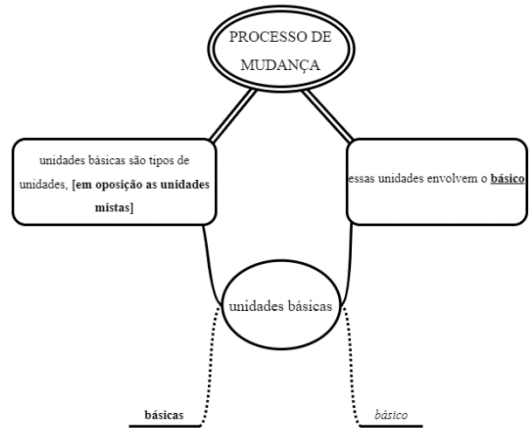 PROCESSO DE
MUDANÇA
unidades básicas são tipos de
unidades, [em oposição as unidades
mistas]
essas unidades envolvem o básico
unidades básicas
básicas
básico